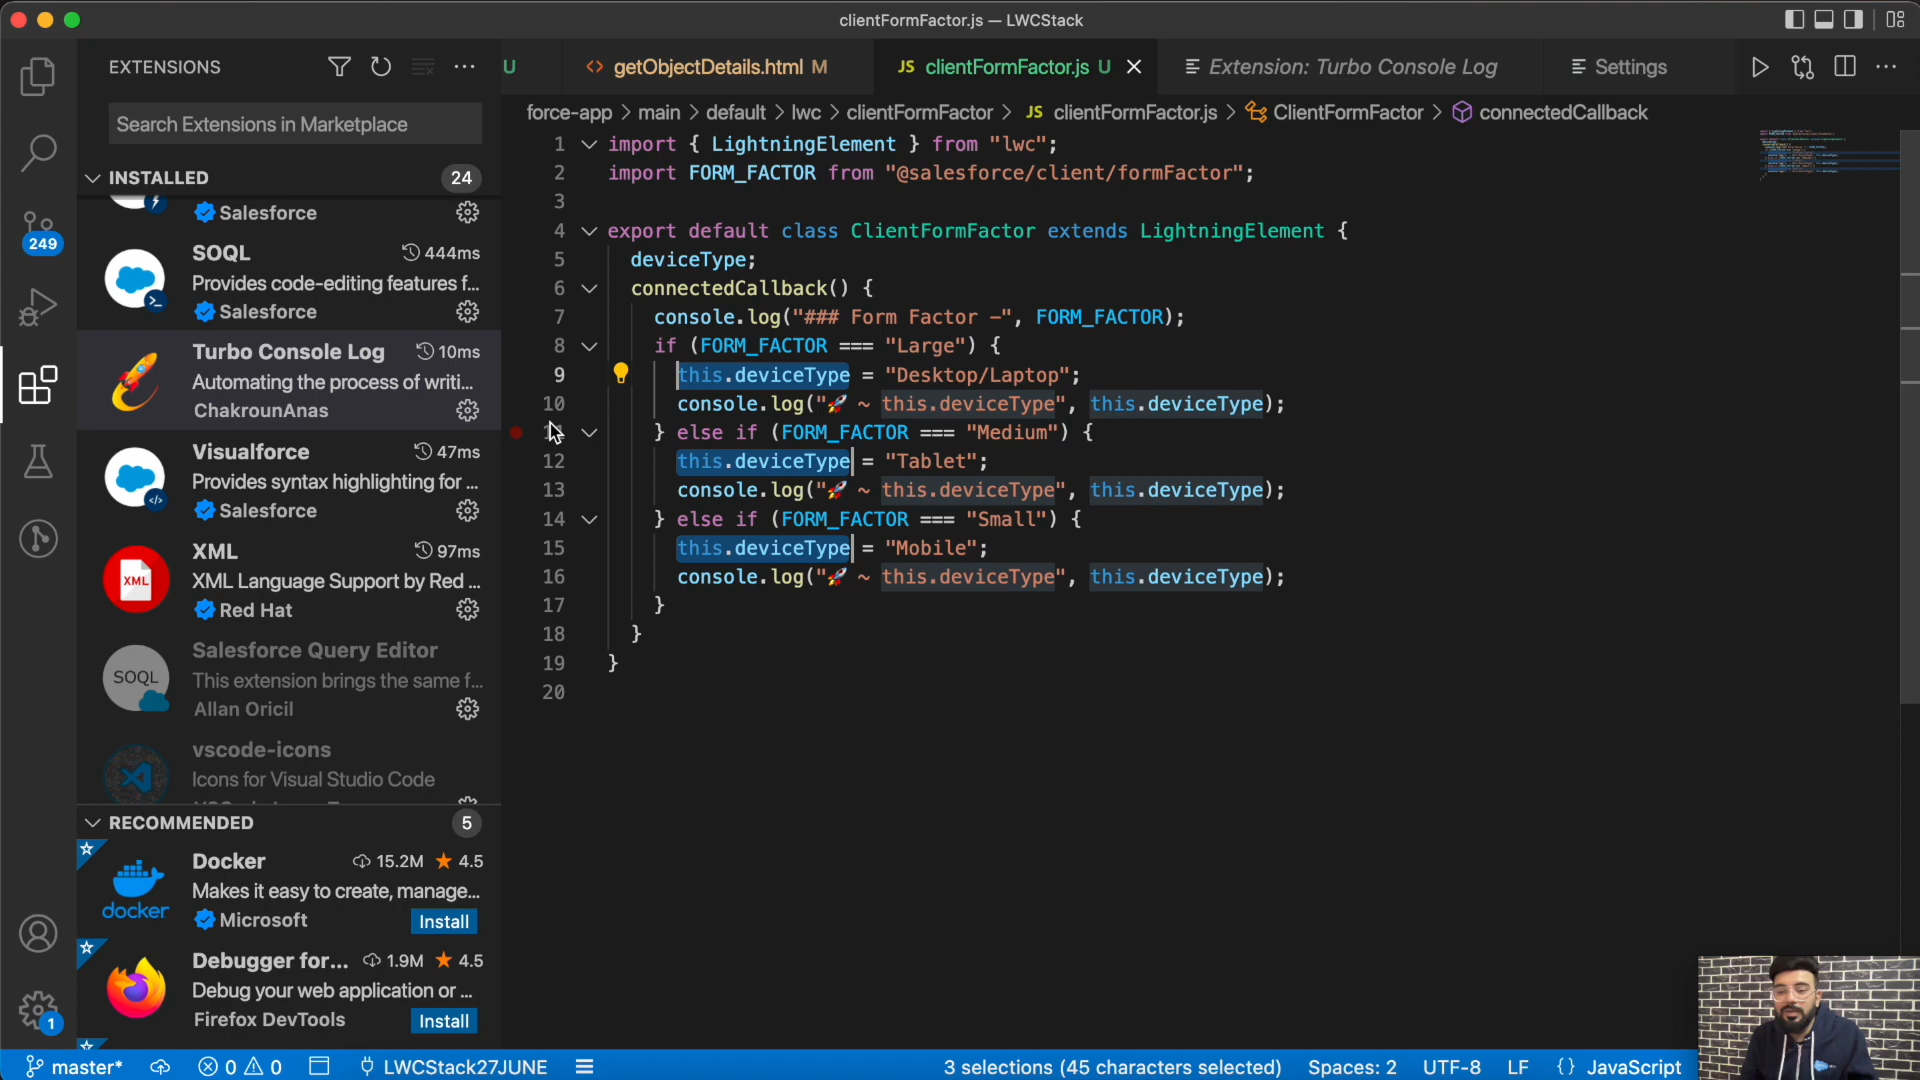 clientFormFactor.js — LWCStack
EXTENSIONS
U
<> getObjectDetails.html M
JS clientFormFactor.js U
Extension: Turbo Console Log
Settings
Search Extensions in Marketplace
force-app > main > default > lwc > clientFormFactor > JS clientFormFactor.js > ClientFormFactor > connectedCallback
INSTALLED 24
Salesforce
SOQL 444ms
Provides code-editing features f...
Salesforce
249
Turbo Console Log 10ms
Automating the process of writi...
ChakrounAnas
Visualforce 47ms
Provides syntax highlighting for ...
Salesforce
XML 97ms
XML
XML Language Support by Red ...
Red Hat
Salesforce Query Editor
SOQL
This extension brings the same f...
Allan Oricil
vscode-icons
Icons for Visual Studio Code
RECOMMENDED 5
Docker 15.2M 4.5
Makes it easy to create, manage...
docker
Microsoft Install
Debugger for... 1.9M 4.5
Debug your web application or ...
Firefox DevTools Install
1
1 import { LightningElement } from "lwc";
2 import FORM_FACTOR from "@salesforce/client/formFactor";
3
4 export default class ClientFormFactor extends LightningElement {
5 deviceType;
6 connectedCallback() {
7 console.log("### Form Factor -", FORM_FACTOR);
8 if (FORM_FACTOR === "Large") {
9 this.deviceType = "Desktop/Laptop";
10 console.log("🚀 ~ this.deviceType", this.deviceType);
} else if (FORM_FACTOR === "Medium") {
12 this.deviceType = "Tablet";
13 console.log("🚀 ~ this.deviceType", this.deviceType);
14 } else if (FORM_FACTOR === "Small") {
15 this.deviceType = "Mobile";
16 console.log("🚀 ~ this.deviceType", this.deviceType);
17 }
18 }
19 }
20
master* 0 0 LWCStack27JUNE 3 selections (45 characters selected) Spaces: 2 UTF-8 LF {} JavaScript